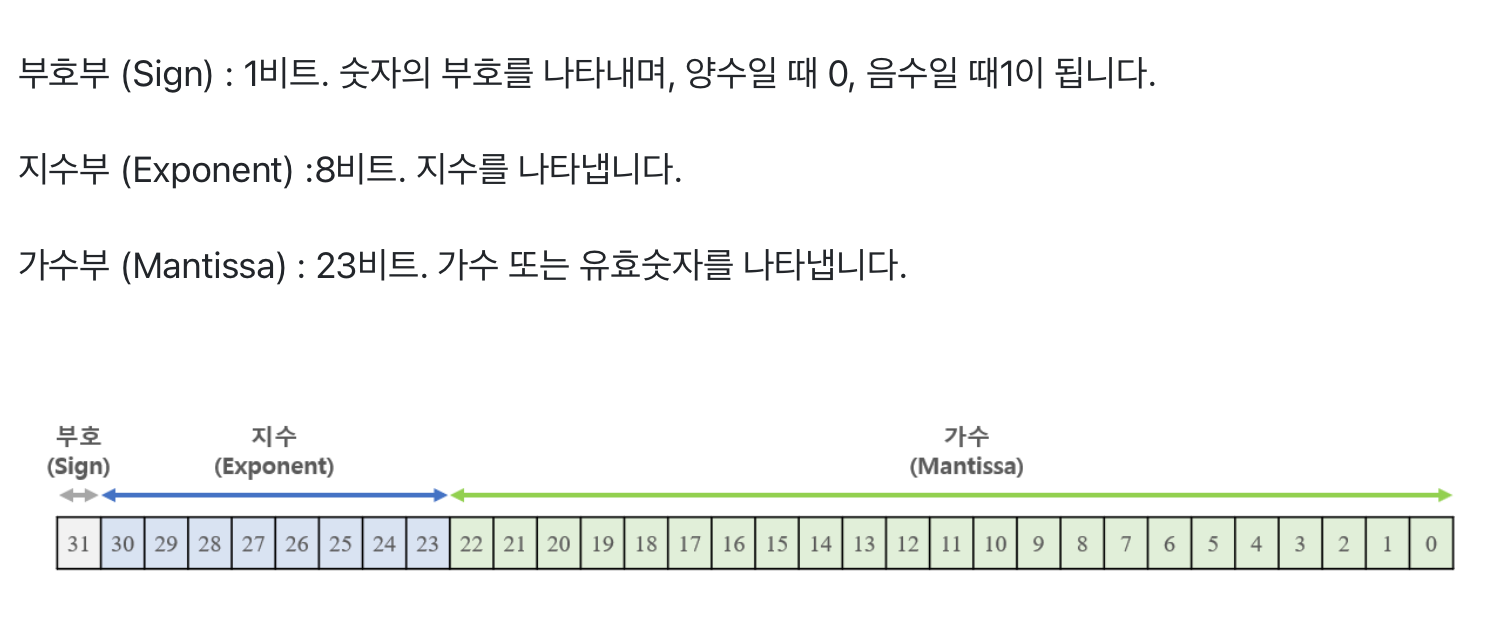 부호부 (Sign) : 1비트. 숫자의 부호를 나타내며, 양수일 때 0, 음수일 때1이 됩니다.
지수부 (Exponent) :8비트. 지수를 나타냅니다.
가수부 (Mantissa) : 23비트. 가수 또는 유효숫자를 나타냅니다.
부호 지수 가수
(Sign) (Exponent) (Mantissa)
31 30 29 28 27 26 25 24 23 22 21 20 19 18 17 16 15 14 13 12 11 10 9 8 7 6 5 4 3 2 1 0